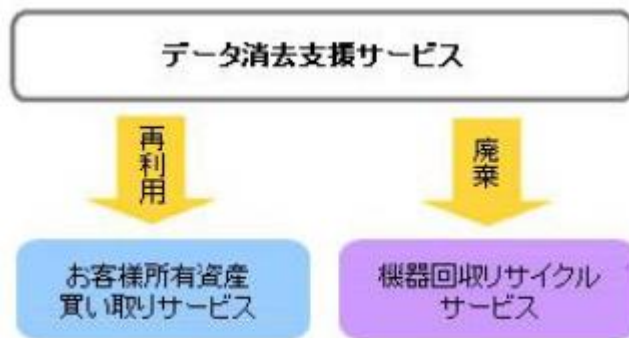 データ消去支援サービス
再利用
廃棄
お客様所有資産
買い取りサービス
機器回収リサイクル
サービス